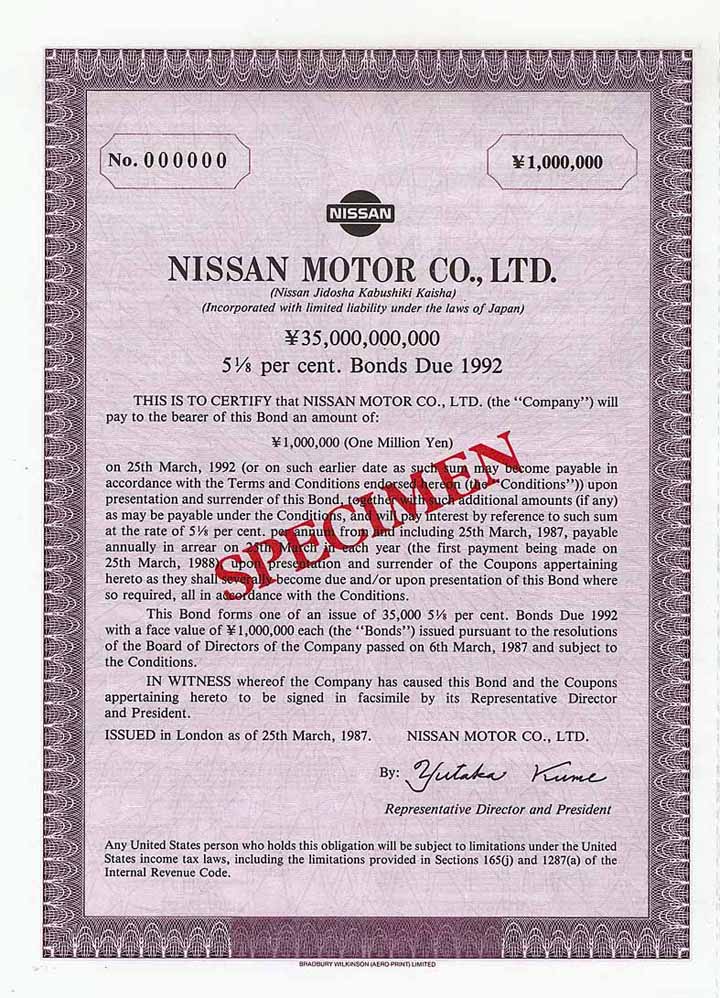 No. 000000
¥1,000,000
NISSAN
NISSAN MOTOR CO., LTD.
(Nissan Jidosha Kabushiki Kaisha)
(Incorporated with limited liability under the laws of Japan)
¥35,000,000,000
5⅛ per cent. Bonds Due 1992
THIS IS TO CERTIFY that NISSAN MOTOR CO., LTD. (the "Company") will
pay to the bearer of this Bond an amount of:
¥1,000,000 (One Million Yen)
on 25th March, 1992 (or on such earlier date as such sum may become payable in
accordance with the Terms and Conditions endorsed hereon (the "Conditions")) upon
presentation and surrender of this Bond, together with such additional amounts (if any)
as may be payable under the Conditions, and will pay interest by reference to such sum
at the rate of 5⅛ per cent. per annum from and including 25th March, 1987, payable
annually in arrear on 25th March in each year (the first payment being made on
25th March, 1988) upon presentation and surrender of the Coupons appertaining
hereto as they shall severally become due and/or upon presentation of this Bond where
so required, all in accordance with the Conditions.
SPECIMEN
This Bond forms one of an issue of 35,000 5⅛ per cent. Bonds Due 1992
with a face value of ¥1,000,000 each (the "Bonds") issued pursuant to the resolutions
of the Board of Directors of the Company passed on 6th March, 1987 and subject to
the Conditions.
IN WITNESS whereof the Company has caused this Bond and the Coupons
appertaining hereto to be signed in facsimile by its Representative Director
and President.
ISSUED in London as of 25th March, 1987. NISSAN MOTOR CO., LTD.
By: Yutaka Kume
Representative Director and President
Any United States person who holds this obligation will be subject to limitations under the United
States income tax laws, including the limitations provided in Sections 165(j) and 1287(a) of the
Internal Revenue Code.
BRADBURY WILKINSON (AERO-PRINT) LIMITED